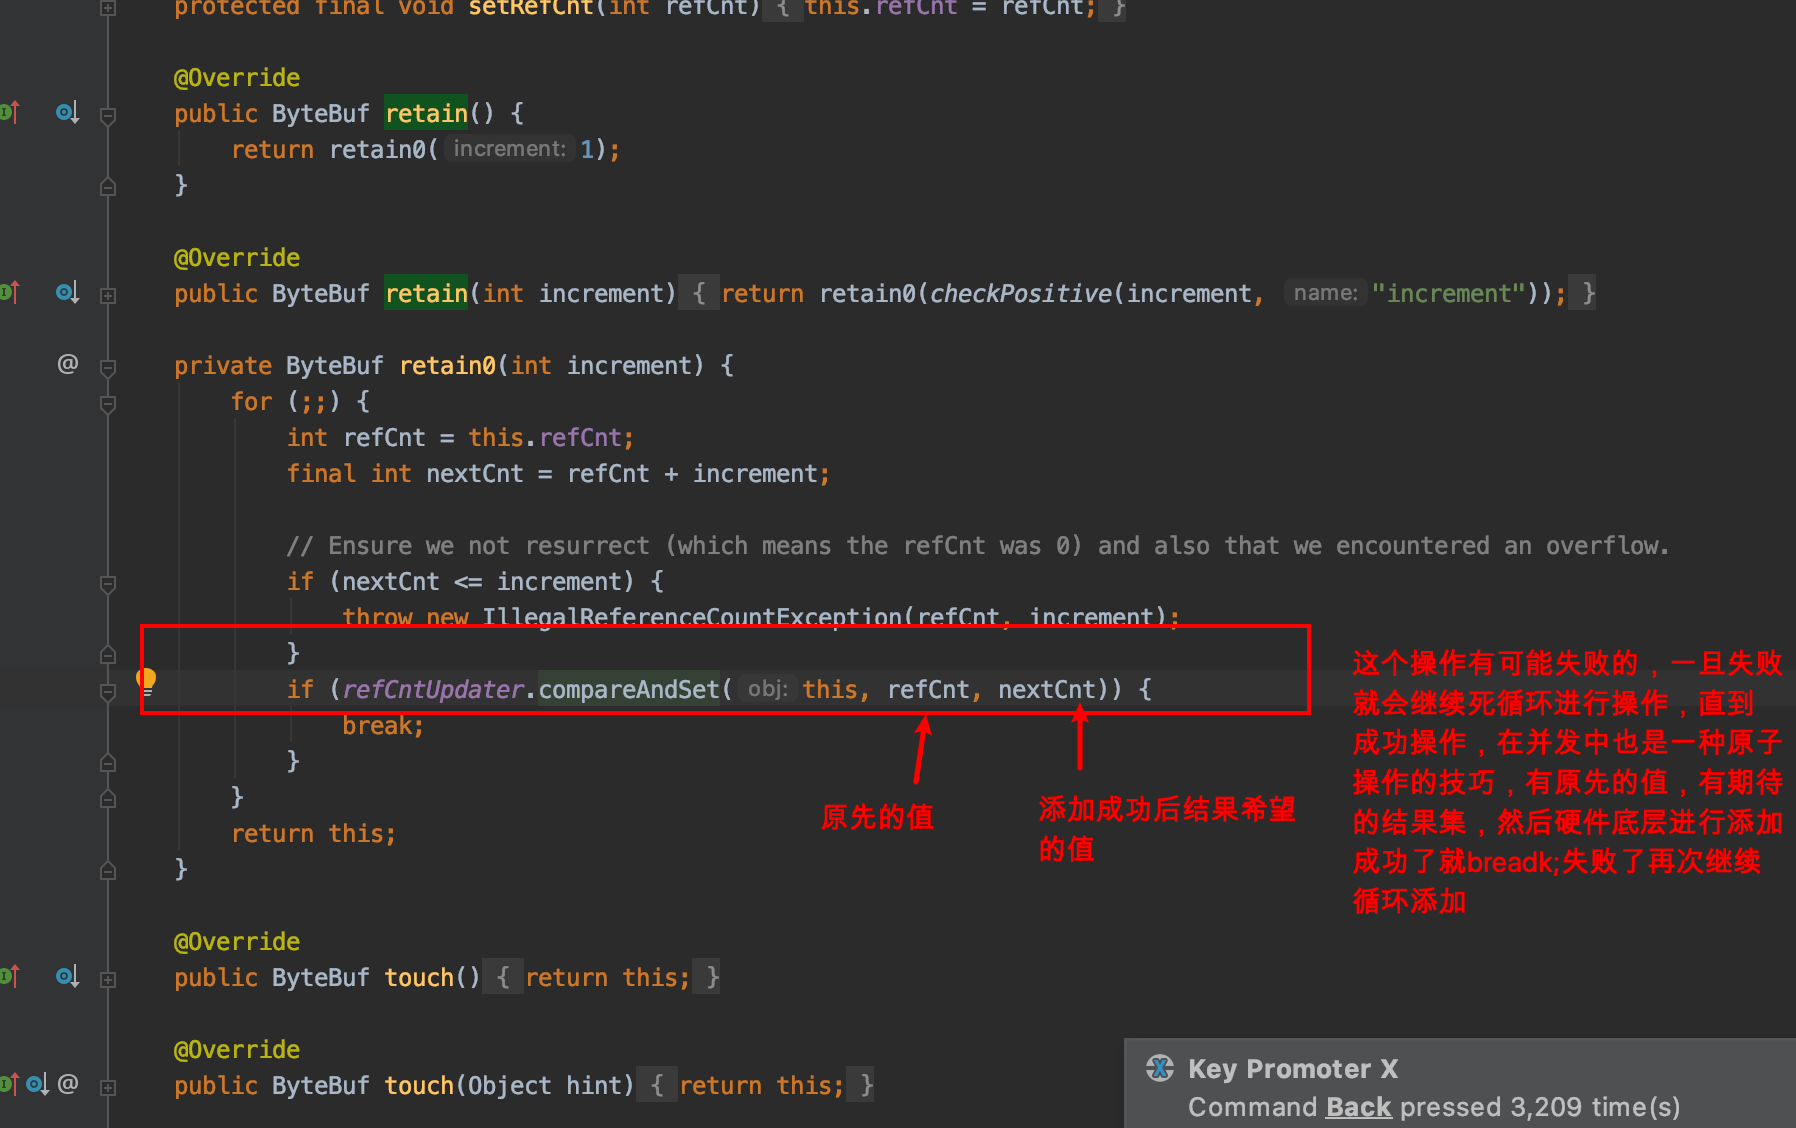 protected final void setRefCnt(int refCnt) { this.refCnt = refCnt; }
@Override
public ByteBuf retain() {
return retain0( increment: 1);
}
@Override
public ByteBuf retain(int increment) { return retain0(checkPositive(increment, name: "increment")); }
@
private ByteBuf retain0(int increment) {
for (;;) {
int refCnt = this.refCnt;
final int nextCnt = refCnt + increment;
// Ensure we not resurrect (which means the refCnt was 0) and also that we encountered an overflow.
if (nextCnt <= increment) {
throw new IllegalReferenceCountException(refCnt, increment);
}
if (refCntUpdater.compareAndSet( obj: this, refCnt, nextCnt)) {
break;
}
}
return this;
}
这个操作有可能失败的，一旦失败
就会继续死循环进行操作，直到
成功操作，在并发中也是一种原子
操作的技巧，有原先的值，有期待
的结果集，然后硬件底层进行添加
成功了就breadk;失败了再次继续
循环添加
原先的值
添加成功后结果希望
的值
@Override
public ByteBuf touch() { return this; }
@Override
@
public ByteBuf touch(Object hint) { return this; }
Key Promoter X
Command Back pressed 3,209 time(s)